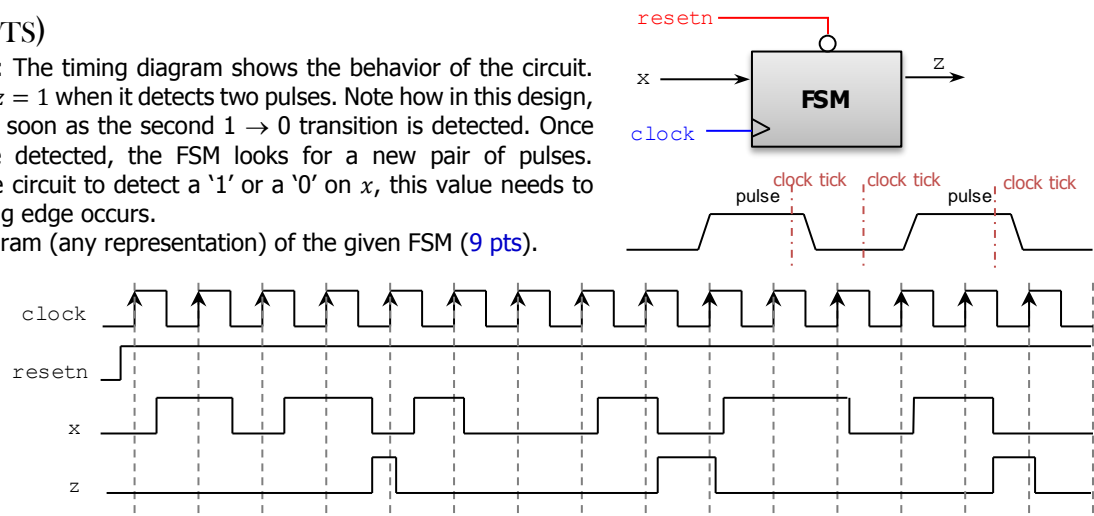 TS)
: The timing diagram shows the behavior of the circuit.
z = 1 when it detects two pulses. Note how in this design,
soon as the second 1 → 0 transition is detected. Once
e detected, the FSM looks for a new pair of pulses.
e circuit to detect a ‘1’ or a ‘0’ on x, this value needs to
g edge occurs.
ram (any representation) of the given FSM (9 pts).
resetn
x
FSM
z
clock
pulse
clock tick
clock tick
pulse
clock tick
clock
resetn
x
z